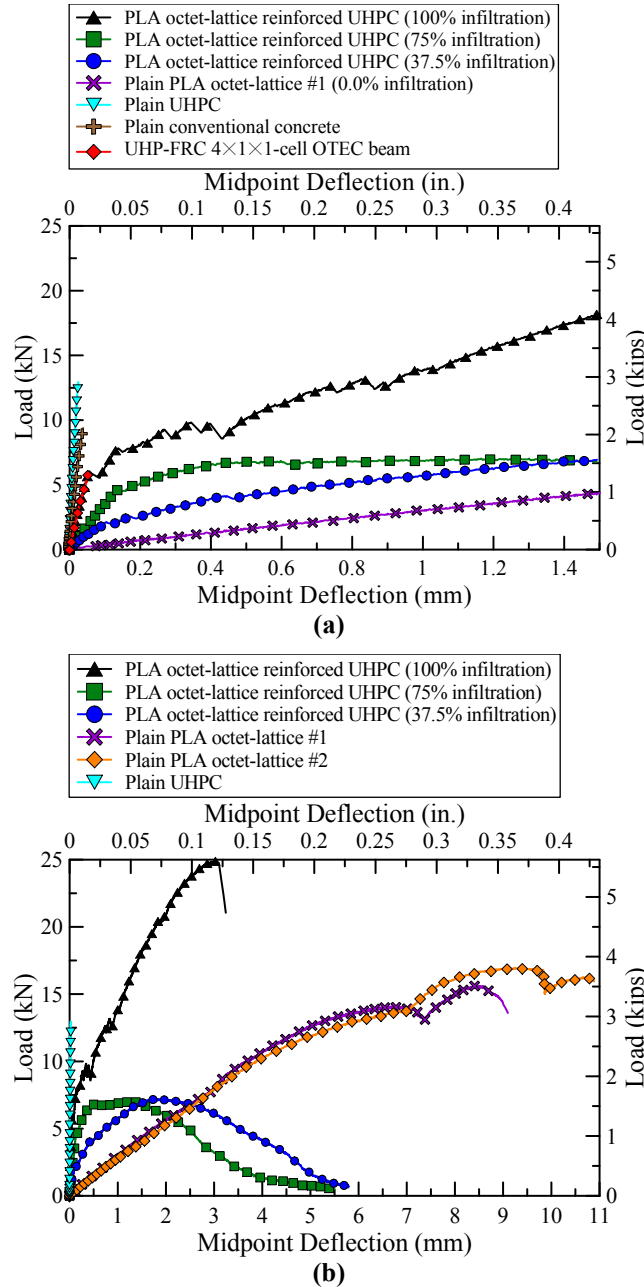 PLA octet-lattice reinforced UHPC (100% infiltration)
PLA octet-lattice reinforced UHPC (75% infiltration)
PLA octet-lattice reinforced UHPC (37.5% infiltration)
Plain PLA octet-lattice #1 (0.0% infiltration)
Plain UHPC
Plain conventional concrete
UHP-FRC 4×1×1-cell OTEC beam
Midpoint Deflection (in.)
0 0.05 0.1 0.15 0.2 0.25 0.3 0.35 0.4
25
20
15
10
5
0
Load (kN)
5
4
3
2
1
0
Load (kips)
0 0.2 0.4 0.6 0.8 1 1.2 1.4
Midpoint Deflection (mm)
(a)
PLA octet-lattice reinforced UHPC (100% infiltration)
PLA octet-lattice reinforced UHPC (75% infiltration)
PLA octet-lattice reinforced UHPC (37.5% infiltration)
Plain PLA octet-lattice #1
Plain PLA octet-lattice #2
Plain UHPC
Midpoint Deflection (in.)
0 0.05 0.1 0.15 0.2 0.25 0.3 0.35 0.4
25
20
15
10
5
0
Load (kN)
5
4
3
2
1
0
Load (kips)
0 1 2 3 4 5 6 7 8 9 10 11
Midpoint Deflection (mm)
(b)